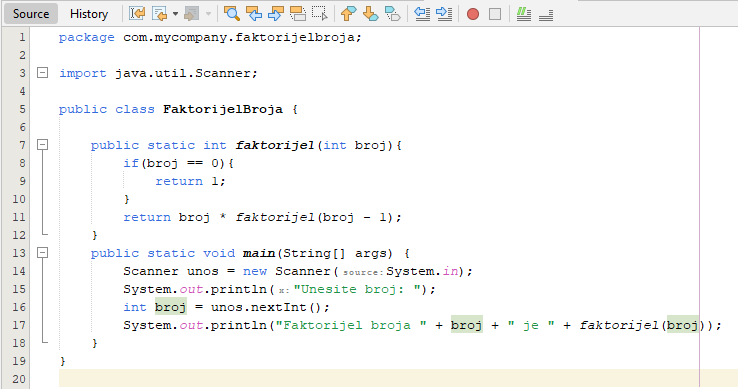 Source History
1 package com.mycompany.faktorijelbroja;
2
3 import java.util.Scanner;
4
5 public class FaktorijelBroja {
6
7 public static int faktorijel(int broj){
8 if(broj == 0){
9 return 1;
10 }
11 return broj * faktorijel(broj - 1);
12 }
13 public static void main(String[] args) {
14 Scanner unos = new Scanner( source: System.in);
15 System.out.println( x: "Unesite broj: ");
16 int broj = unos.nextInt();
17 System.out.println("Faktorijel broja " + broj + " je " + faktorijel(broj));
18 }
19 }
20